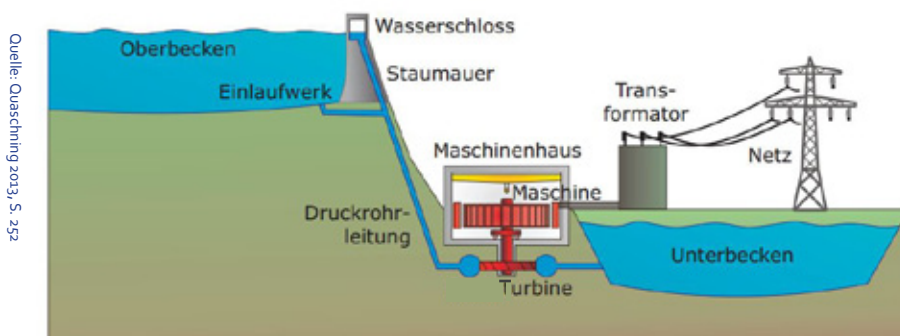 Quelle: Quaschning 2013, S. 252
Wasserschloss
Oberbecken
Staumauer
Einlaufwerk
Trans-
formator
Netz
Maschinenhaus
Maschine
Druckrohr-
leitung
Unterbecken
Turbine